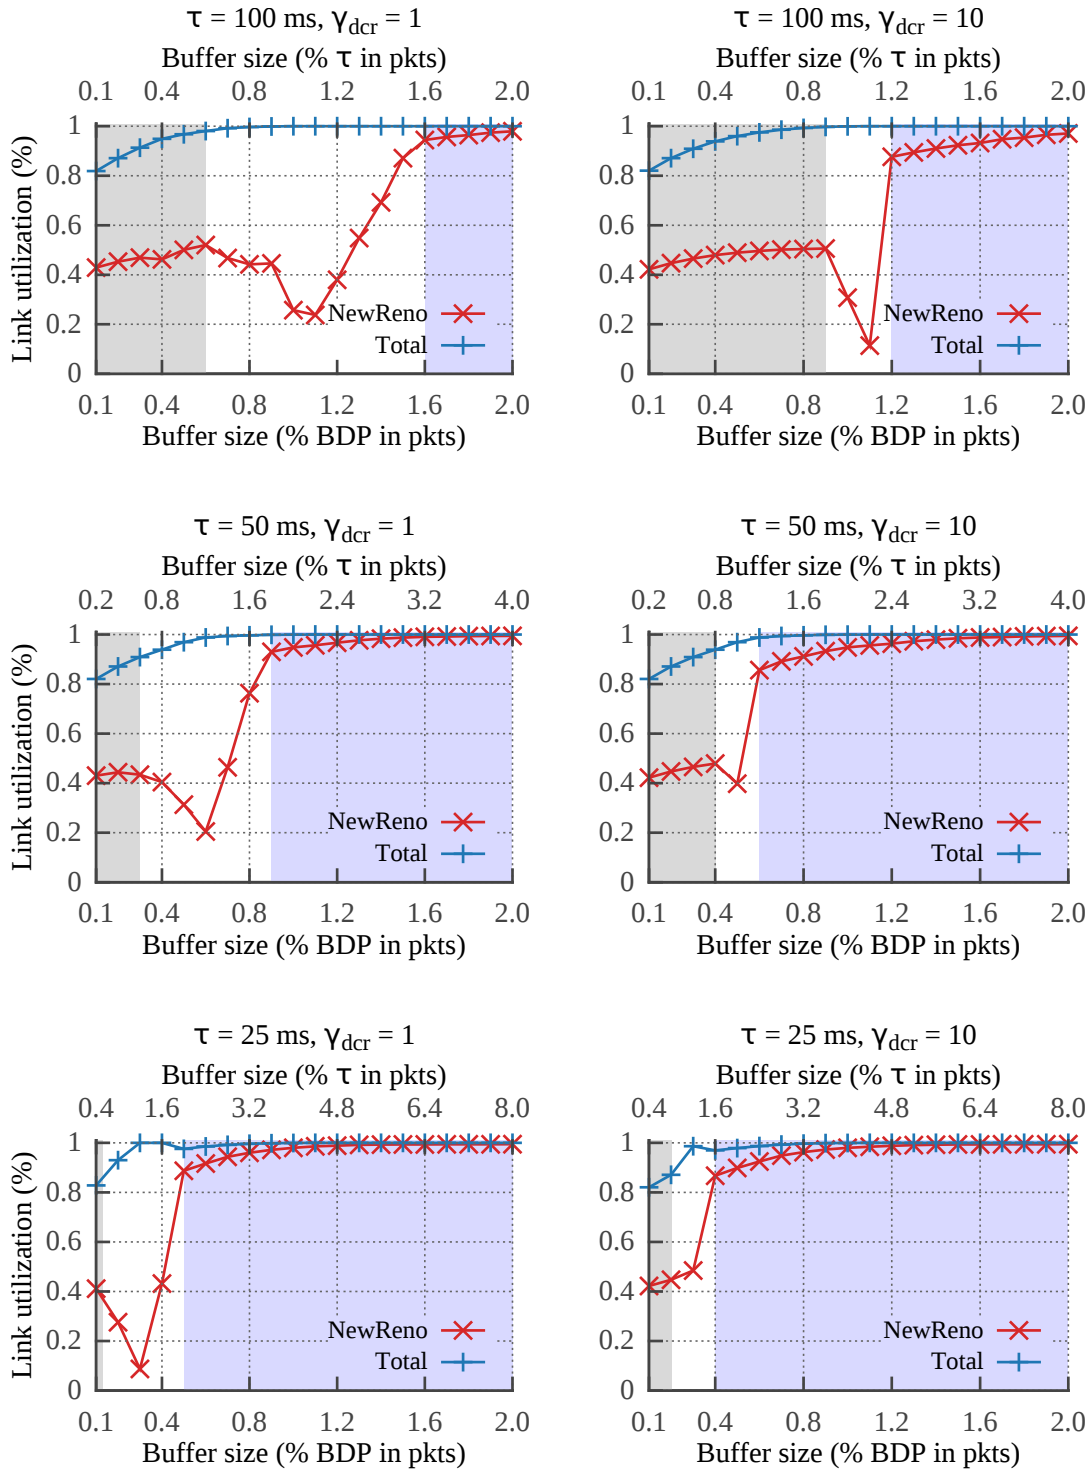 τ = 100 ms, γdcr = 1
Buffer size (% τ in pkts)
0.1 0.4 0.8 1.2 1.6 2.0
Link utilization (%)
1
0.8
0.6
0.4
0.2
0
NewReno
Total
0.1 0.4 0.8 1.2 1.6 2.0
Buffer size (% BDP in pkts)
τ = 100 ms, γdcr = 10
Buffer size (% τ in pkts)
0.1 0.4 0.8 1.2 1.6 2.0
1
0.8
0.6
0.4
0.2
0
NewReno
Total
0.1 0.4 0.8 1.2 1.6 2.0
Buffer size (% BDP in pkts)
τ = 50 ms, γdcr = 1
Buffer size (% τ in pkts)
0.2 0.8 1.6 2.4 3.2 4.0
Link utilization (%)
1
0.8
0.6
0.4
0.2
0
NewReno
Total
0.1 0.4 0.8 1.2 1.6 2.0
Buffer size (% BDP in pkts)
τ = 50 ms, γdcr = 10
Buffer size (% τ in pkts)
0.2 0.8 1.6 2.4 3.2 4.0
1
0.8
0.6
0.4
0.2
0
NewReno
Total
0.1 0.4 0.8 1.2 1.6 2.0
Buffer size (% BDP in pkts)
τ = 25 ms, γdcr = 1
Buffer size (% τ in pkts)
0.4 1.6 3.2 4.8 6.4 8.0
Link utilization (%)
1
0.8
0.6
0.4
0.2
0
NewReno
Total
0.1 0.4 0.8 1.2 1.6 2.0
Buffer size (% BDP in pkts)
τ = 25 ms, γdcr = 10
Buffer size (% τ in pkts)
0.4 1.6 3.2 4.8 6.4 8.0
1
0.8
0.6
0.4
0.2
0
NewReno
Total
0.1 0.4 0.8 1.2 1.6 2.0
Buffer size (% BDP in pkts)